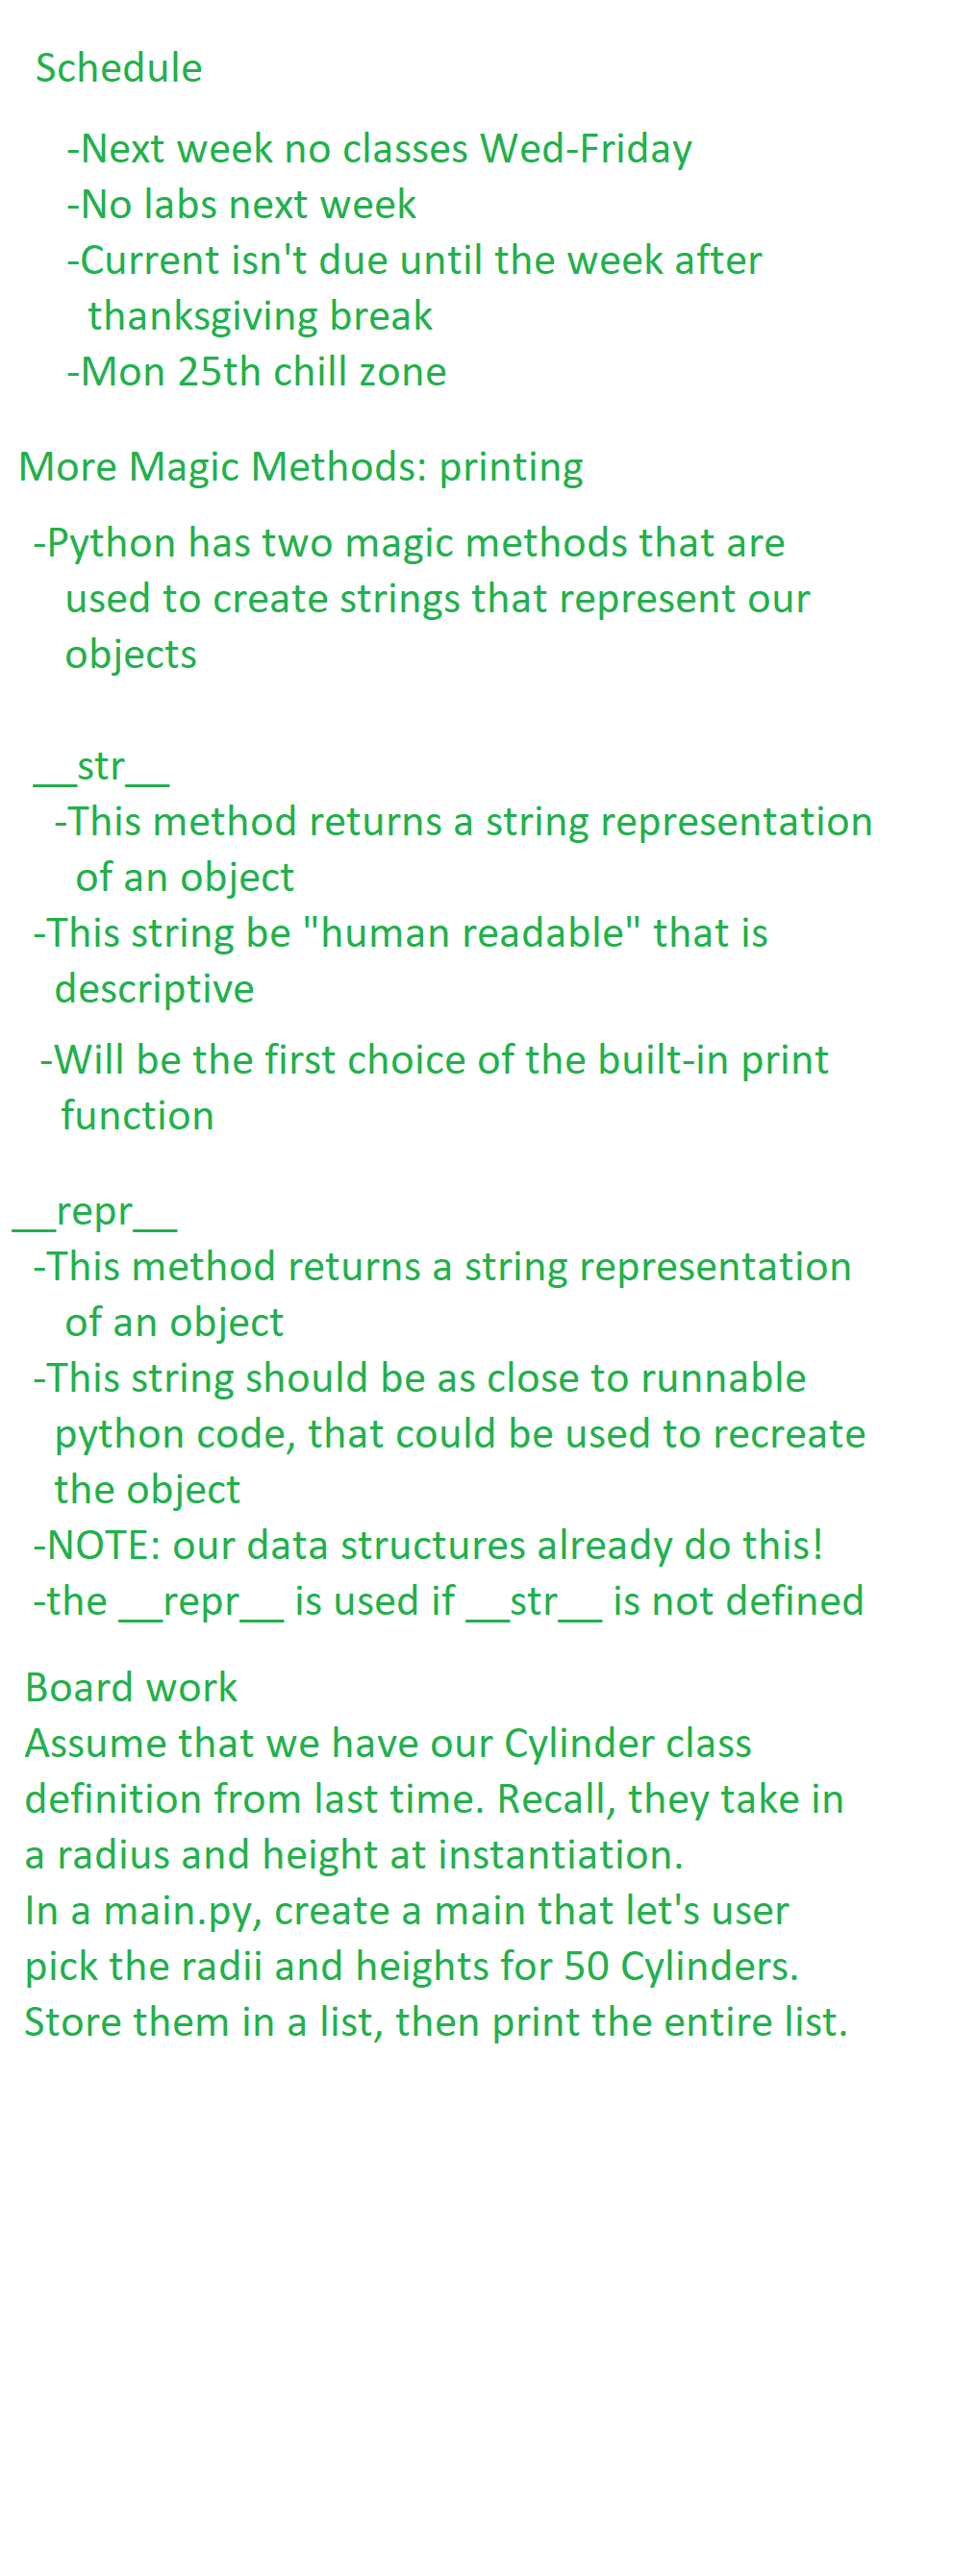 Schedule
-Next week no classes Wed-Friday
-No labs next week
-Current isn't due until the week after
thanksgiving break
-Mon 25th chill zone
More Magic Methods: printing
-Python has two magic methods that are
used to create strings that represent our
objects
__str__
-This method returns a string representation
of an object
-This string be "human readable" that is
descriptive
-Will be the first choice of the built-in print
function
__repr__
-This method returns a string representation
of an object
-This string should be as close to runnable
python code, that could be used to recreate
the object
-NOTE: our data structures already do this!
-the __repr__ is used if __str__ is not defined
Board work
Assume that we have our Cylinder class
definition from last time. Recall, they take in
a radius and height at instantiation.
In a main.py, create a main that let's user
pick the radii and heights for 50 Cylinders.
Store them in a list, then print the entire list.